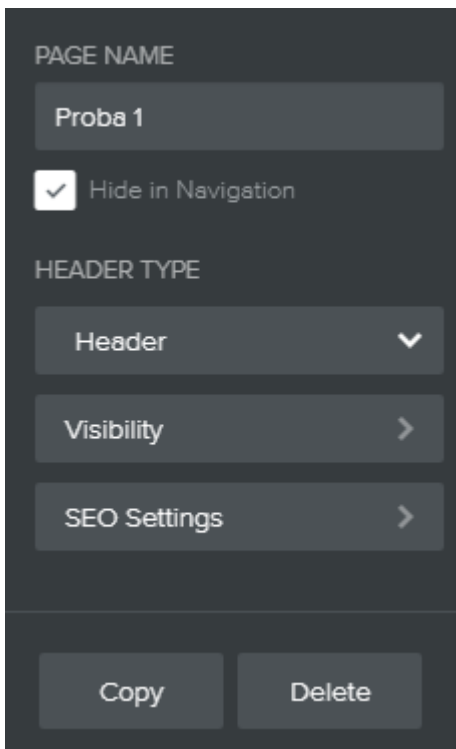 PAGE NAME
Proba 1
Hide in Navigation
HEADER TYPE
Header
Visibility
SEO Settings
Copy
Delete